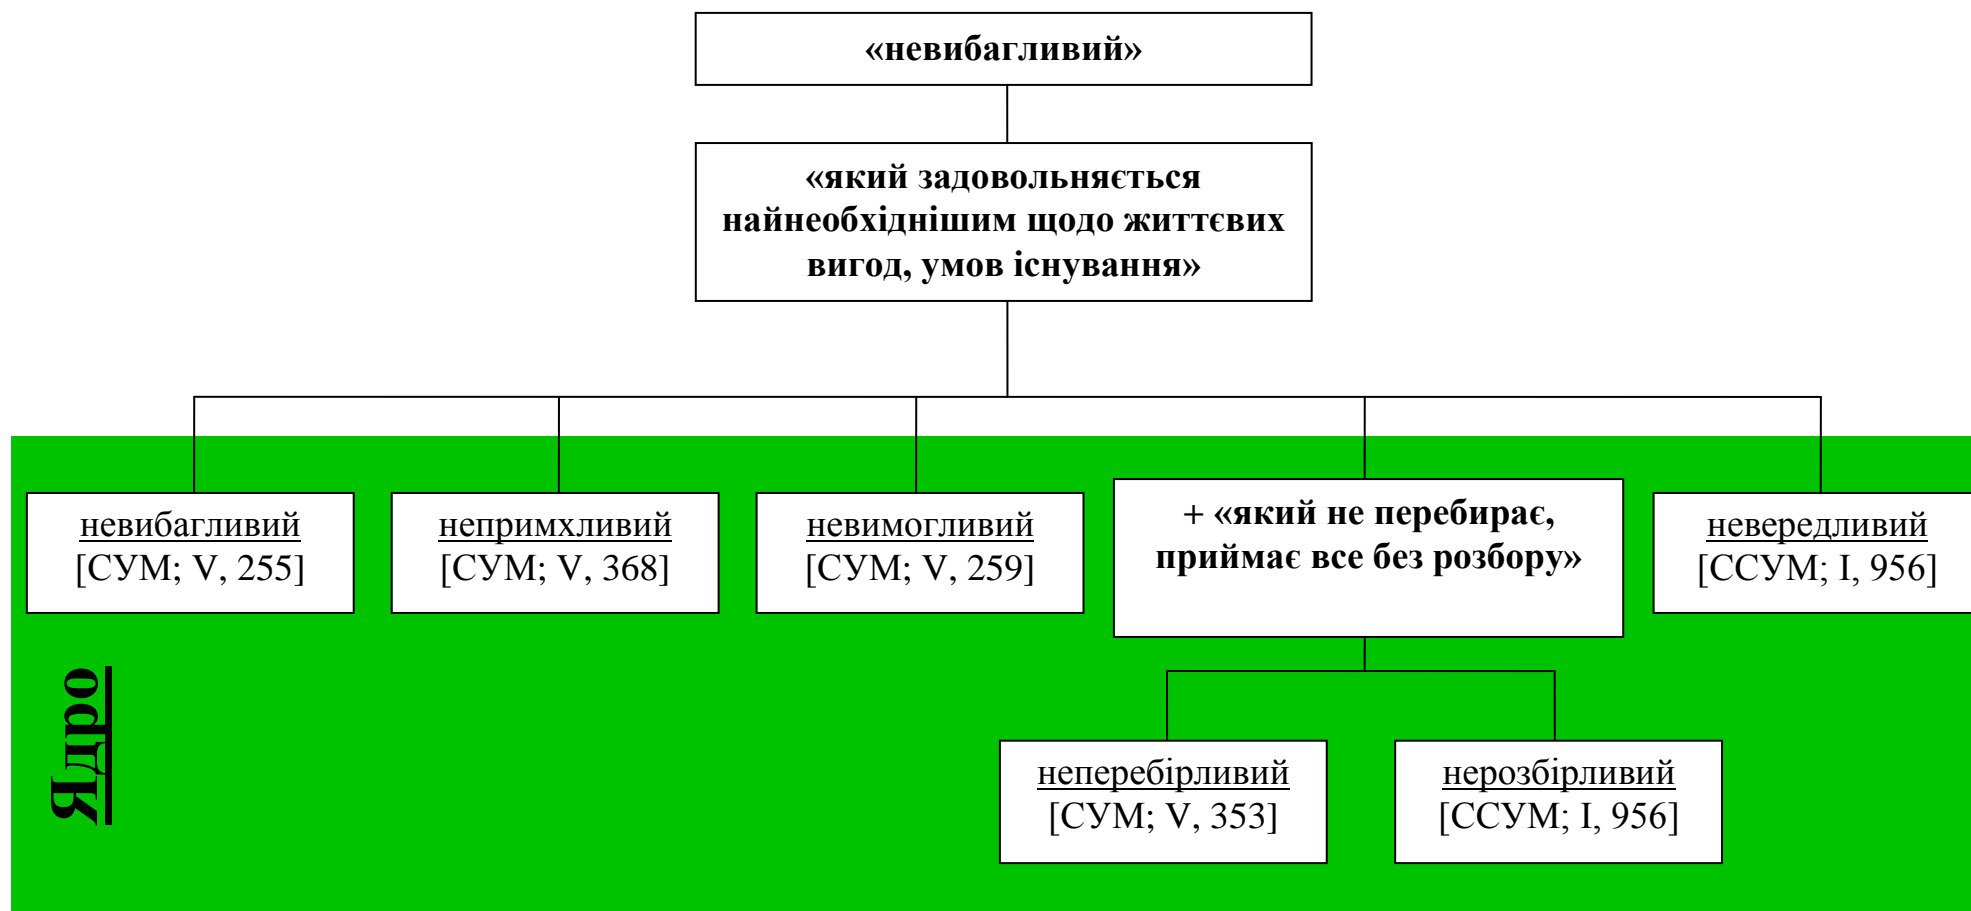 «невибагливий»
«який задовольняється
найнеобхіднішим щодо життєвих
вигод, умов існування»
невибагливий
[СУМ; V, 255]
непримхливий
[СУМ; V, 368]
невимогливий
[СУМ; V, 259]
+ «який не перебирає,
приймає все без розбору»
невередливий
[ССУМ; I, 956]
Ядро
неперебірливий
[СУМ; V, 353]
нерозбірливий
[ССУМ; I, 956]